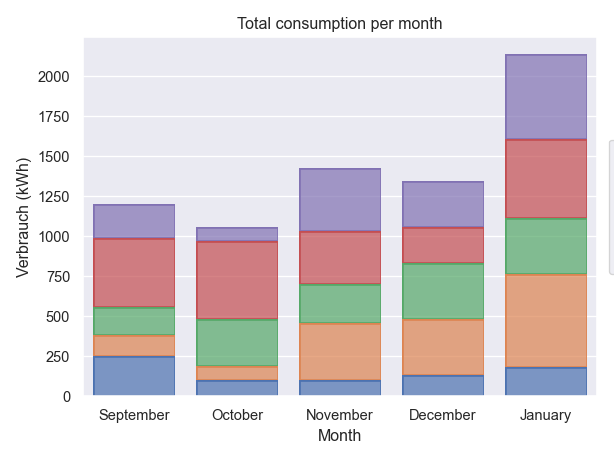 Total consumption per month
Verbrauch (kWh)
2000
1750
1500
1250
1000
750
500
250
0
September October November December January
Month